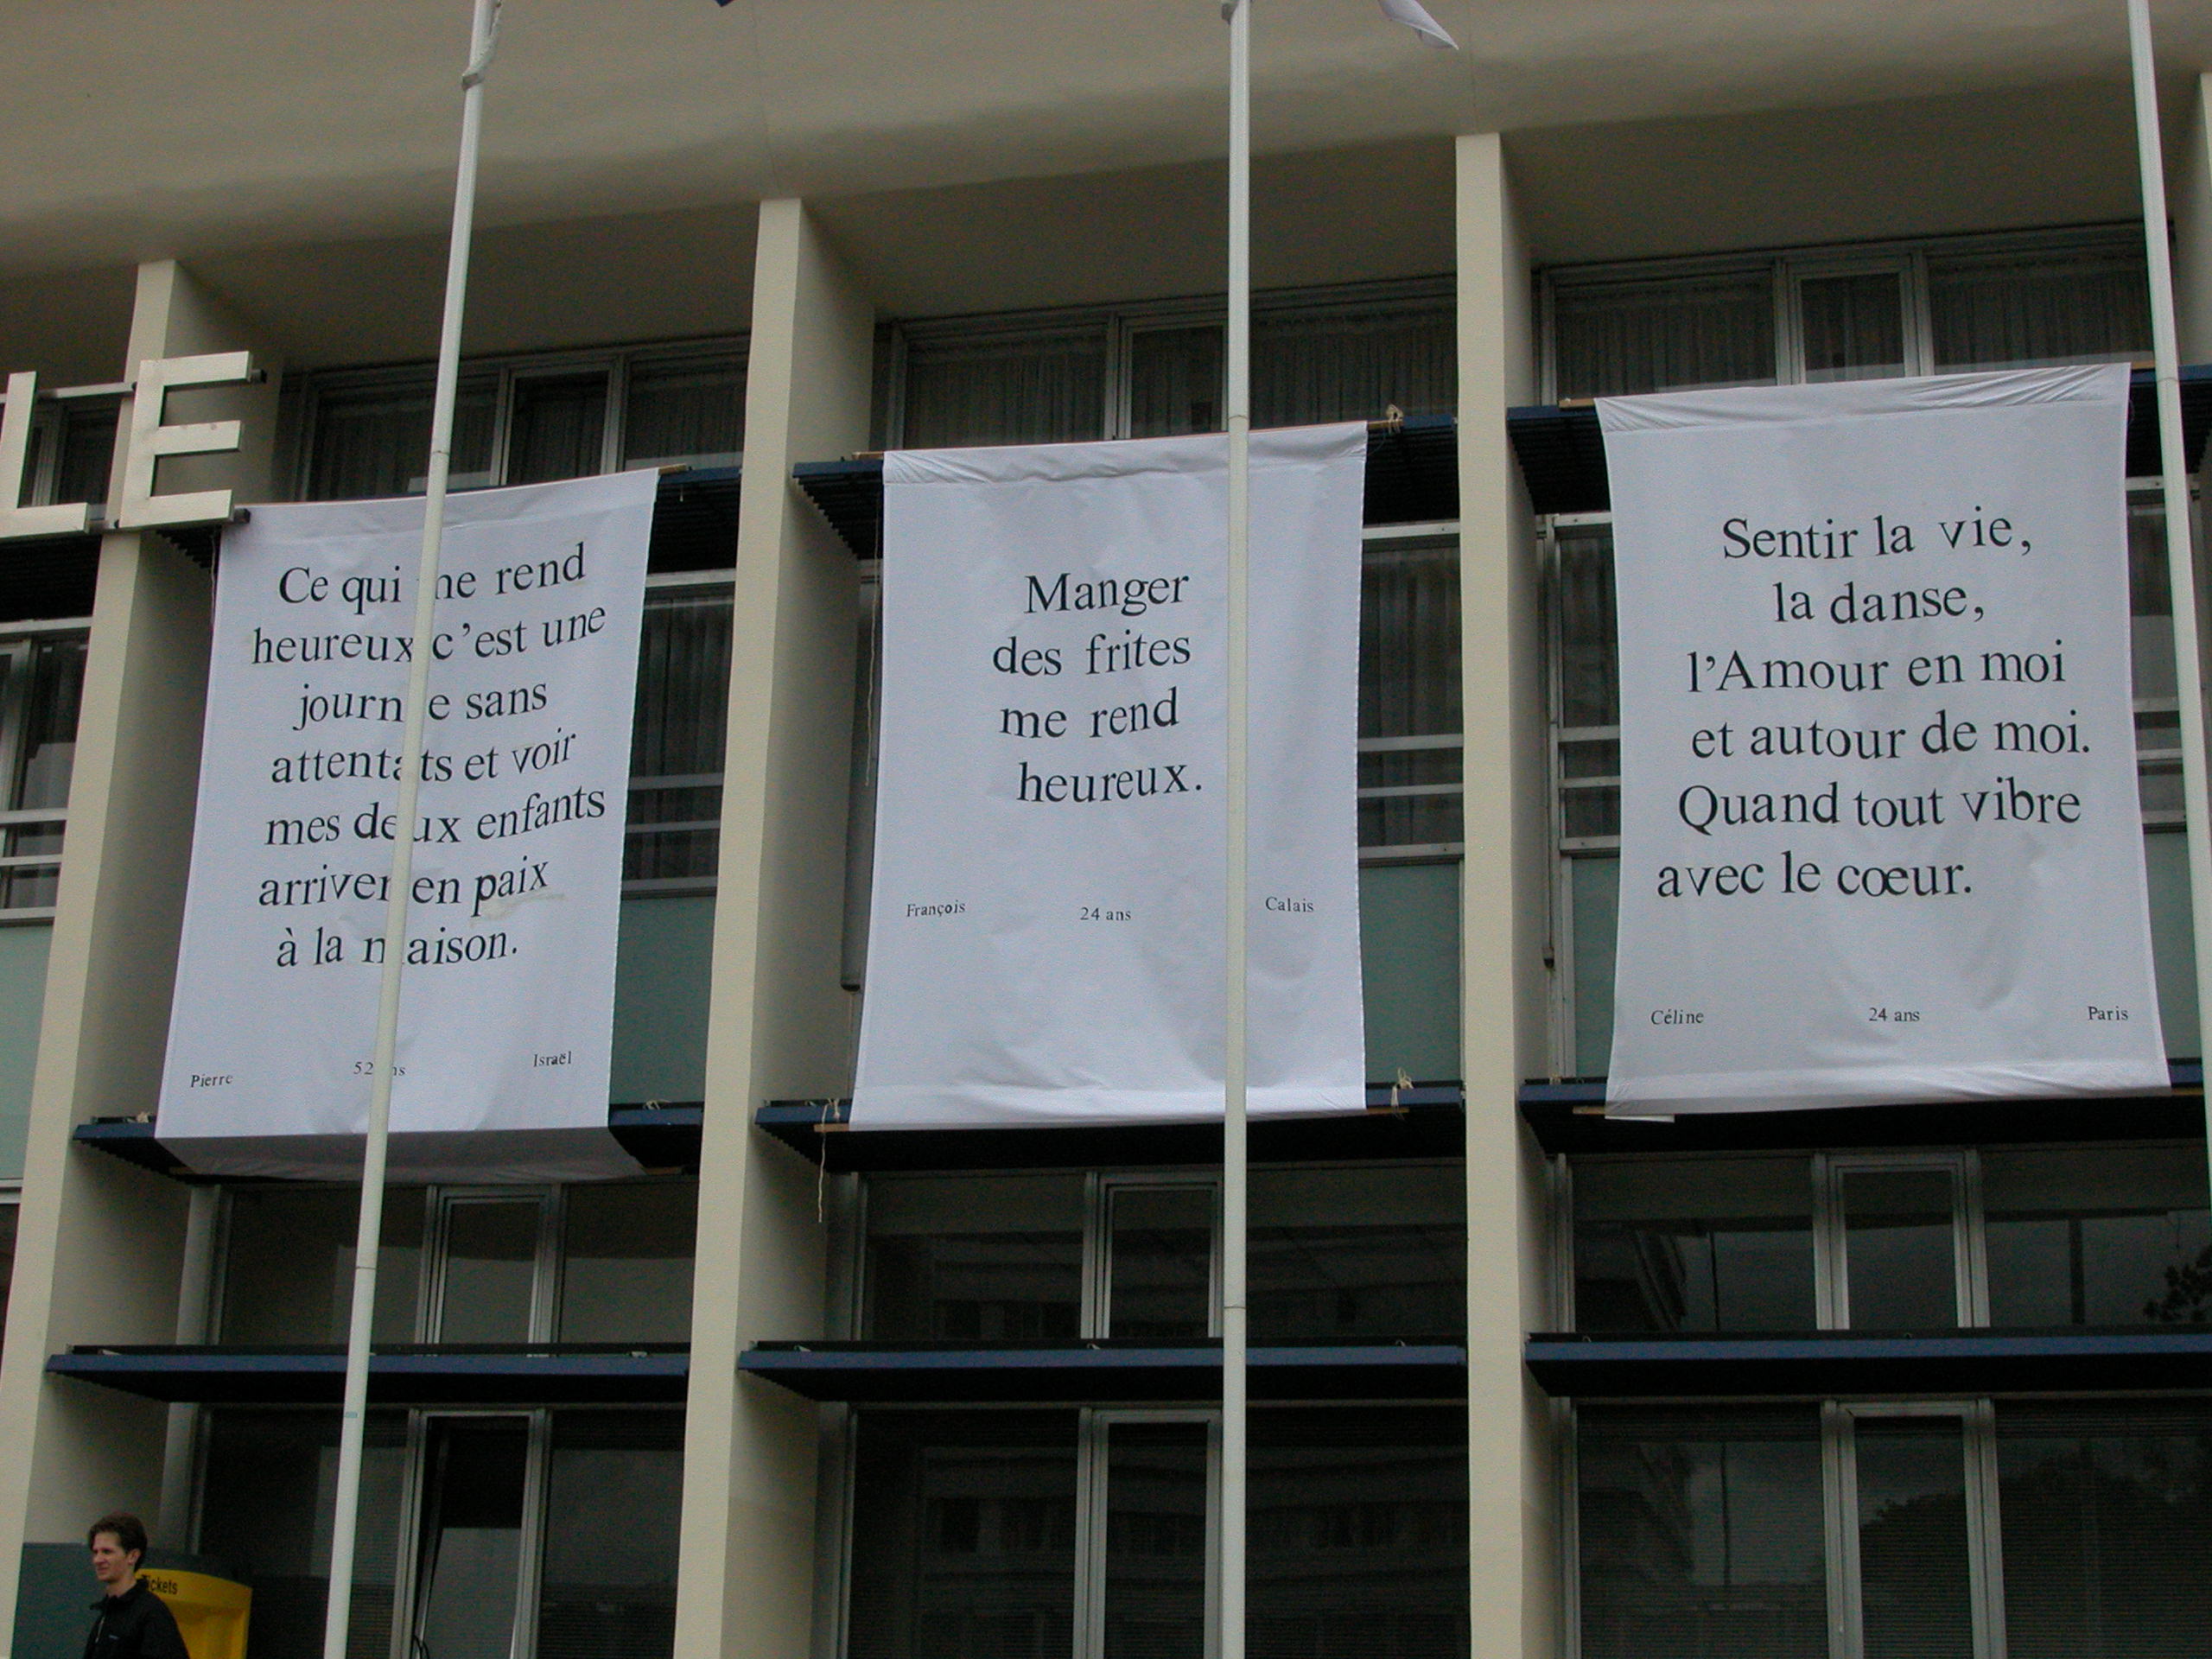 LE
Ce qui me rend
heureux c'est une
journée sans
attentats et voir
mes deux enfants
arriver en paix
à la maison.
Pierre 52 ans Israël
Manger
des frites
me rend
heureux.
François 24 ans Calais
Sentir la vie,
la danse,
l'Amour en moi
et autour de moi.
Quand tout vibre
avec le cœur.
Céline 24 ans Paris
Tickets